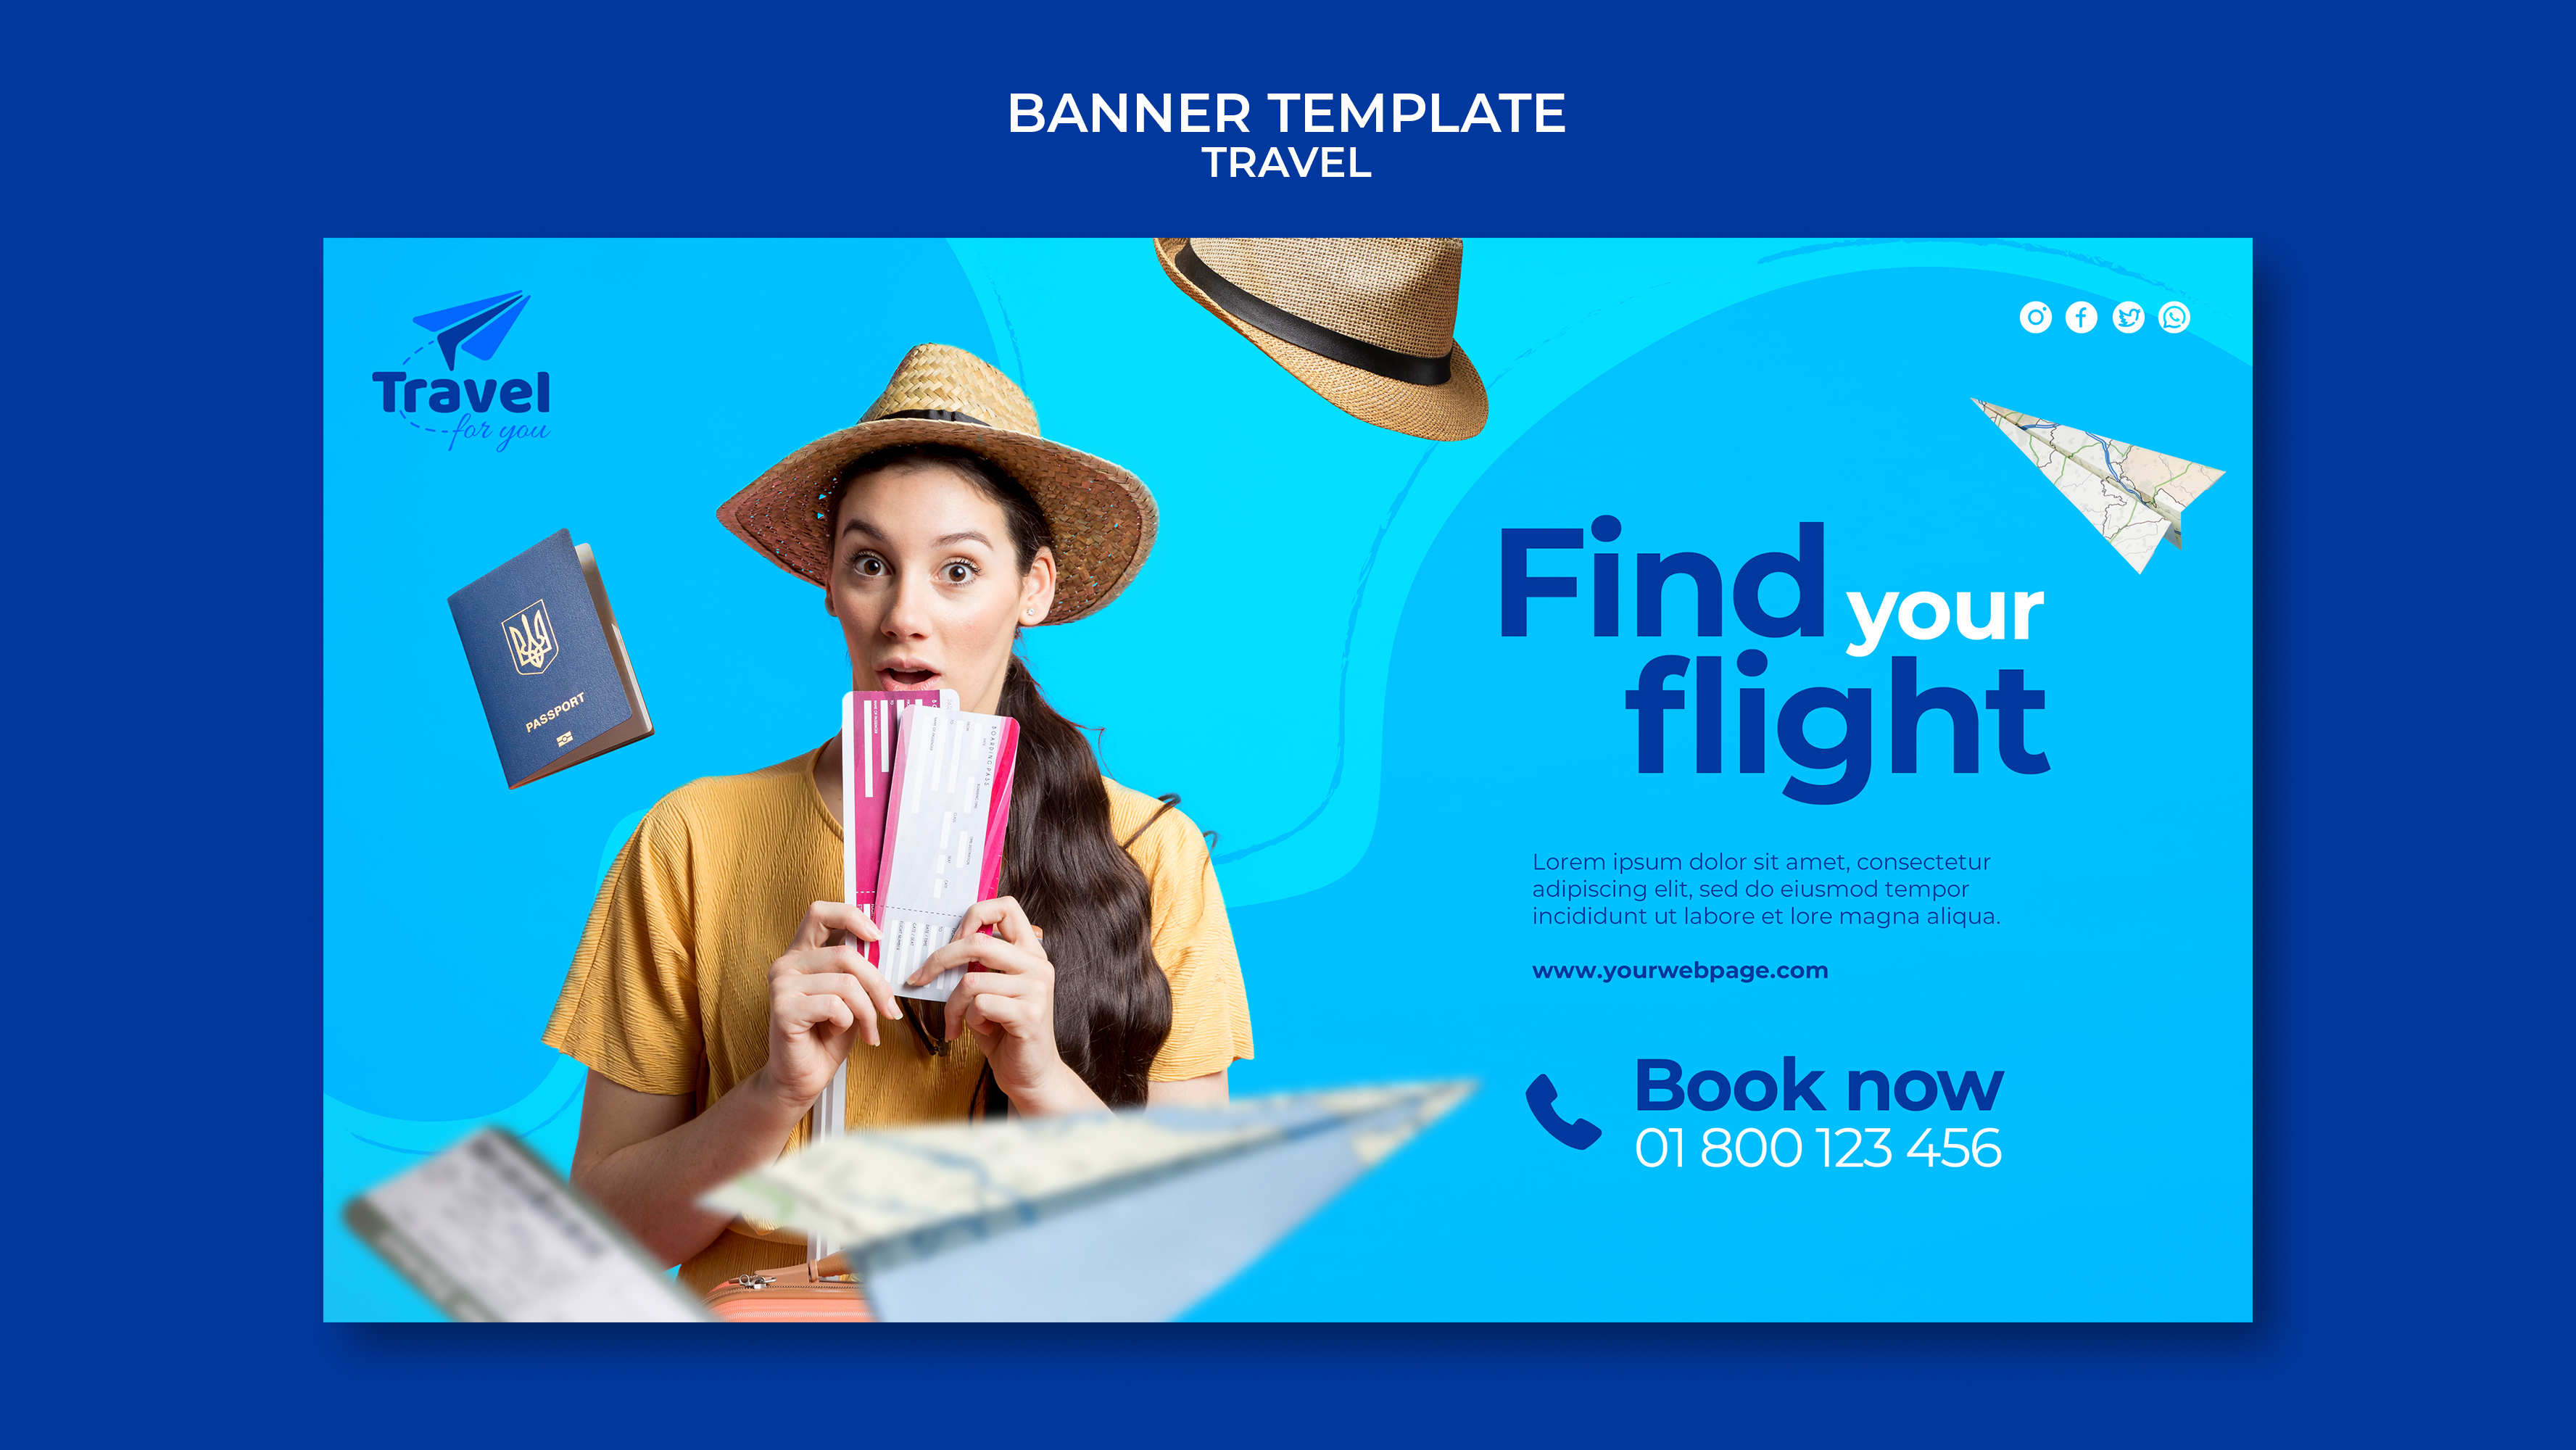 BANNER TEMPLATE
TRAVEL
Travel
for you
PASSPORT
BOARDING PASS
Find your
flight
Lorem ipsum dolor sit amet, consectetur
adipiscing elit, sed do eiusmod tempor
incididunt ut labore et lore magna aliqua.
www.yourwebpage.com
Book now
01 800 123 456